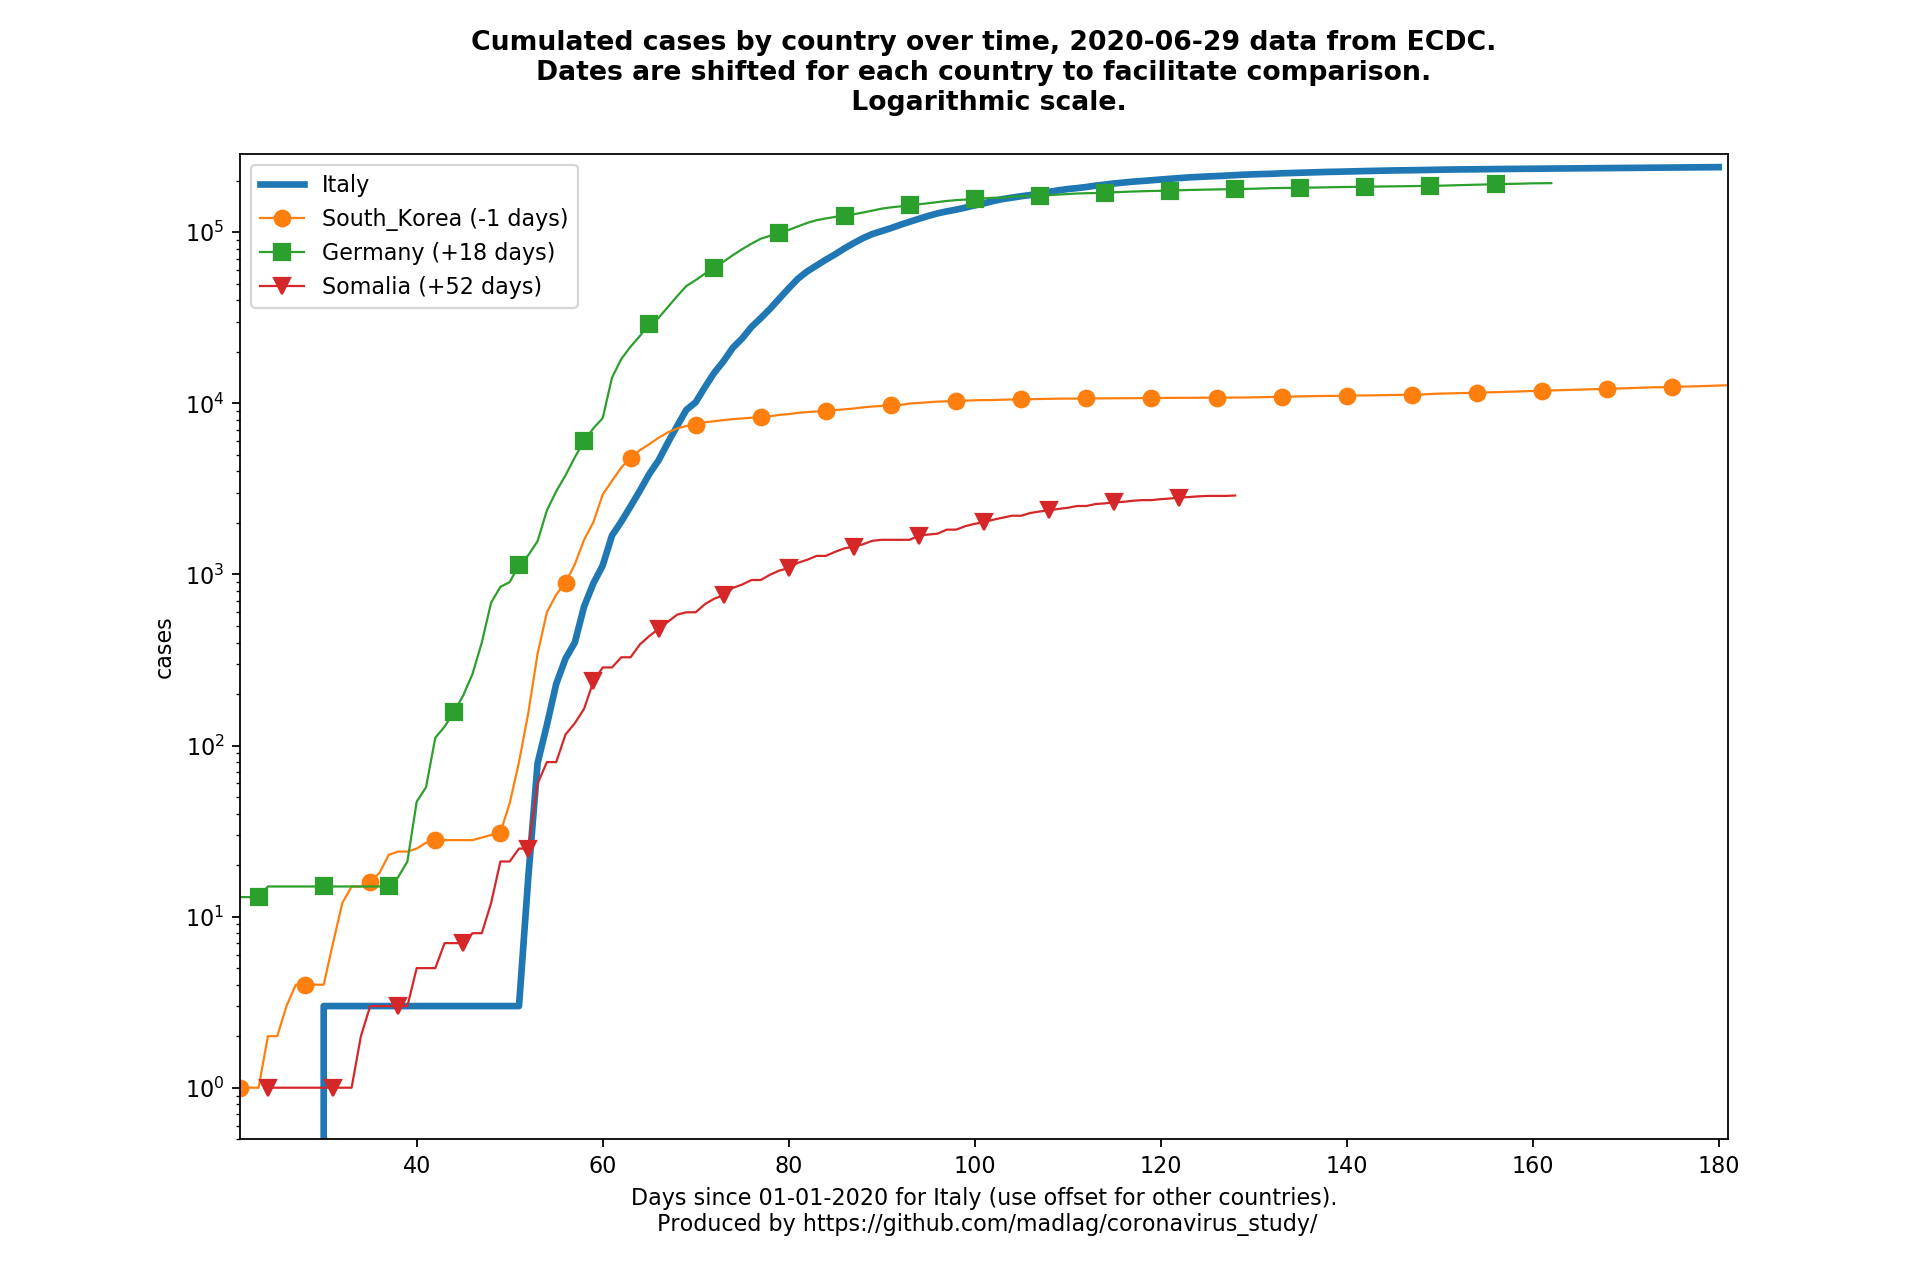 Cumulated cases by country over time, 2020-06-29 data from ECDC.
Dates are shifted for each country to facilitate comparison.
Logarithmic scale.
Italy
South_Korea (-1 days)
Germany (+18 days)
Somalia (+52 days)
10^5
10^4
10^3
10^2
10^1
10^0
cases
40 60 80 100 120 140 160 180
Days since 01-01-2020 for Italy (use offset for other countries).
Produced by https://github.com/madlag/coronavirus_study/